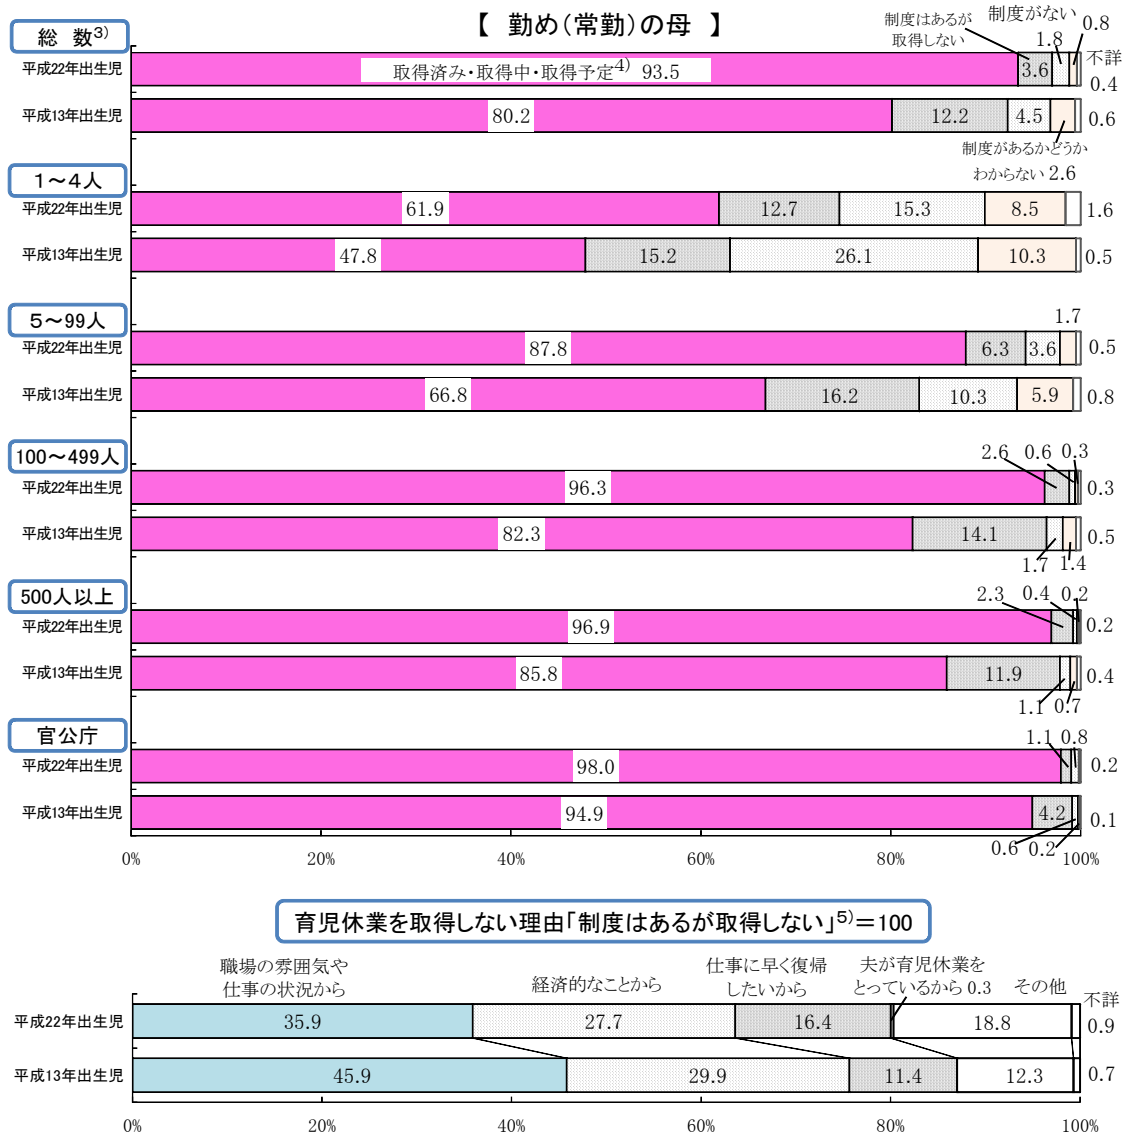 【 勤め(常勤)の母 】
総 数3)
制度はあるが
取得しない
制度がない
1.8
0.8
不詳
平成22年出生児
取得済み・取得中・取得予定4) 93.5
3.6
0.4
平成13年出生児
80.2
12.2
4.5
0.6
制度があるかどうか
わからない 2.6
1～4人
平成22年出生児
61.9
12.7
15.3
8.5
1.6
平成13年出生児
47.8
15.2
26.1
10.3
0.5
5～99人
1.7
平成22年出生児
87.8
6.3
3.6
0.5
平成13年出生児
66.8
16.2
10.3
5.9
0.8
100～499人
2.6
0.6
0.3
平成22年出生児
96.3
0.3
平成13年出生児
82.3
14.1
0.5
1.7
1.4
500人以上
2.3
0.4
0.2
平成22年出生児
96.9
0.2
平成13年出生児
85.8
11.9
0.4
1.1
0.7
官公庁
1.1
0.8
平成22年出生児
98.0
0.2
平成13年出生児
94.9
4.2
0.1
0.6
0.2
0%
20%
40%
60%
80%
100%
育児休業を取得しない理由「制度はあるが取得しない」5)＝100
職場の雰囲気や
仕事の状況から
経済的なことから
仕事に早く復帰
したいから
夫が育児休業を
とっているから 0.3
その他
不詳
平成22年出生児
35.9
27.7
16.4
18.8
0.9
平成13年出生児
45.9
29.9
11.4
12.3
0.7
0%
20%
40%
60%
80%
100%